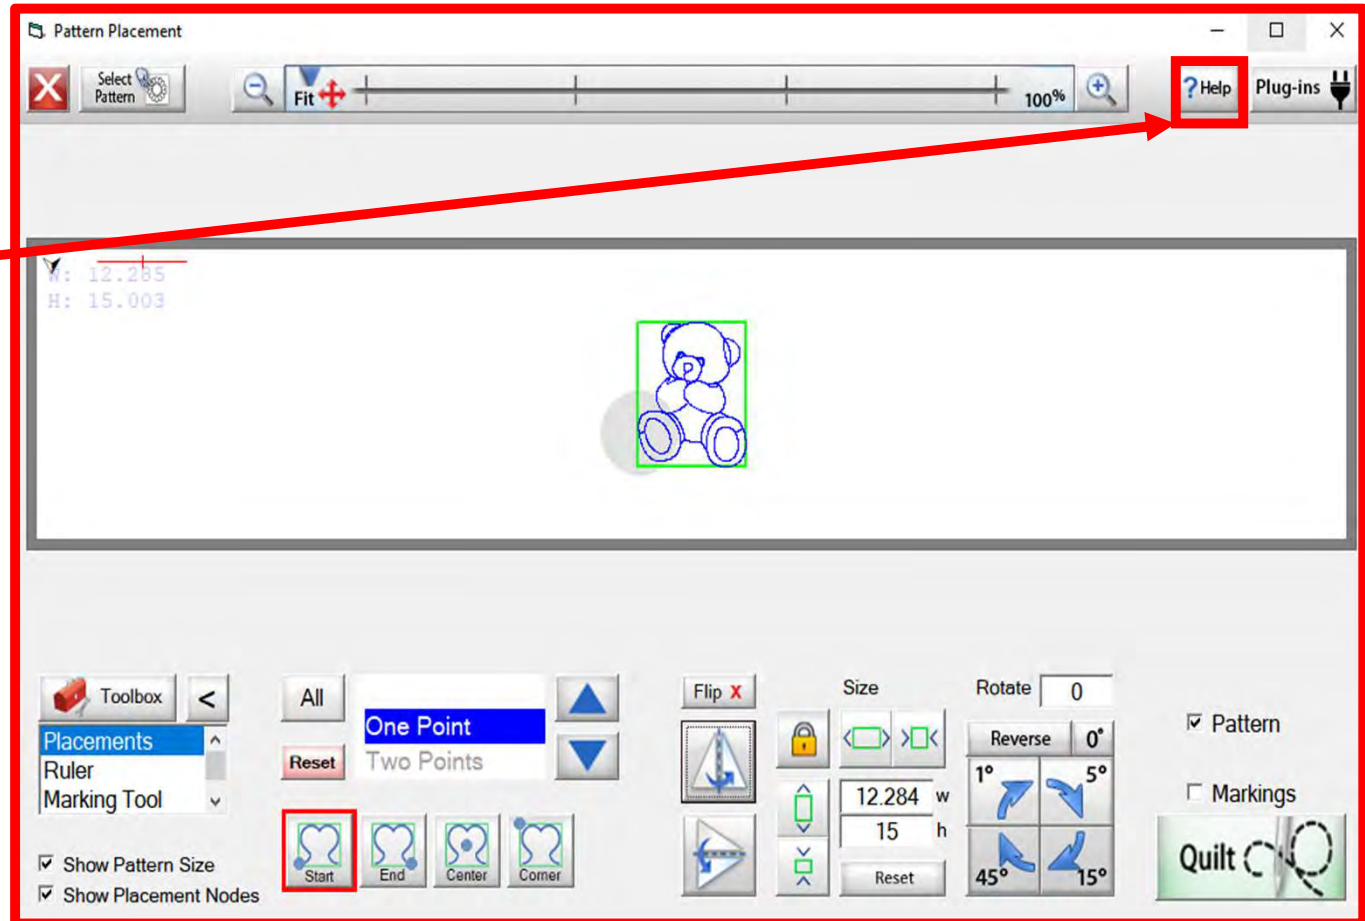 Pattern Placement
Select
Pattern
Fit
100%
? Help
Plug-ins
W: 12.285
H: 15.003
Toolbox
<
Placements
Ruler
Marking Tool
Show Pattern Size
Show Placement Nodes
All
Reset
One Point
Two Points
Start
End
Center
Corner
Flip X
Size
12.284 w
15 h
Reset
Rotate 0
Reverse 0°
1° 5°
45° 15°
Pattern
Markings
Quilt